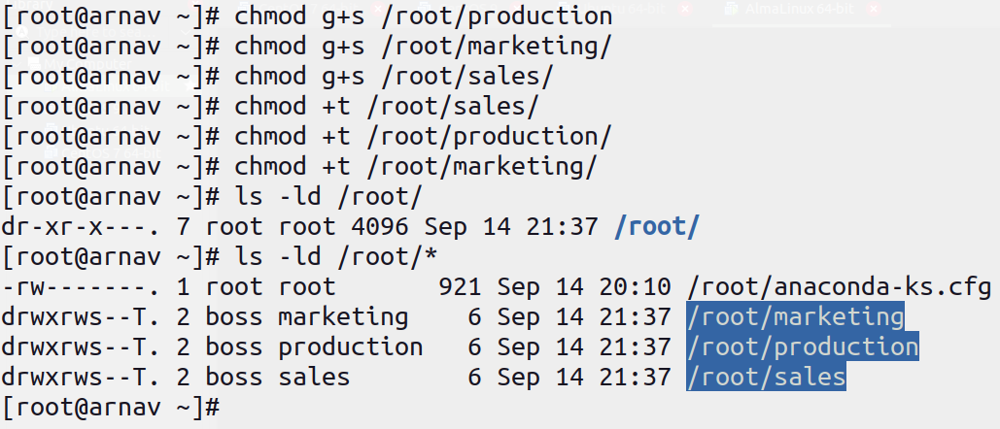 [root@arnav ~]# chmod g+s /root/production
[root@arnav ~]# chmod g+s /root/marketing/
[root@arnav ~]# chmod g+s /root/sales/
[root@arnav ~]# chmod +t /root/sales/
[root@arnav ~]# chmod +t /root/production/
[root@arnav ~]# chmod +t /root/marketing/
[root@arnav ~]# ls -ld /root/
dr-xr-x---. 7 root root 4096 Sep 14 21:37 /root/
[root@arnav ~]# ls -ld /root/*
-rw-------. 1 root root       921 Sep 14 20:10 /root/anaconda-ks.cfg
drwxrws--T. 2 boss marketing    6 Sep 14 21:37 /root/marketing
drwxrws--T. 2 boss production   6 Sep 14 21:37 /root/production
drwxrws--T. 2 boss sales        6 Sep 14 21:37 /root/sales
[root@arnav ~]#
AlmaLinux 64-bit